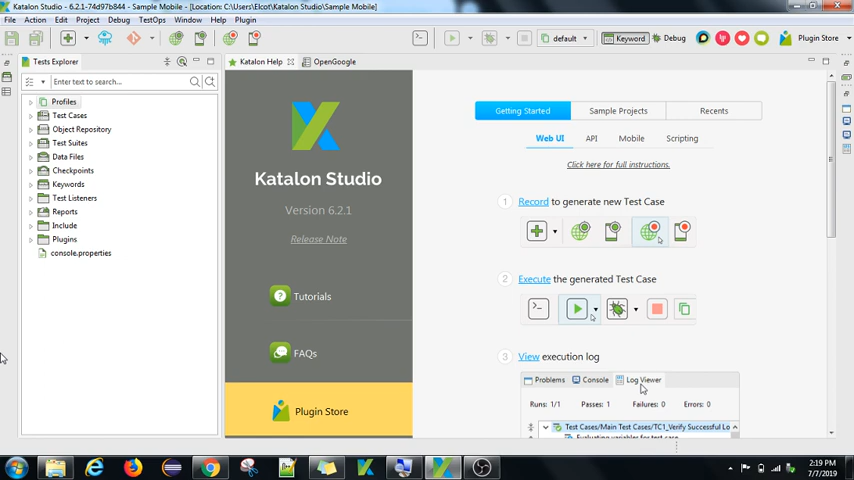 Katalon Studio - 6.2.1-74d97b844 - Sample Mobile - [Location: C:\Users\Elcot\Katalon Studio\Sample Mobile]
Action Edit Project Debug TestOps Window Help Plugin
default Keyword Debug Plugin Store
Tests Explorer
Katalon Help OpenGoogle
Enter text to search...
Profiles
Test Cases
Object Repository
Test Suites
Data Files
Checkpoints
Keywords
Test Listeners
Reports
Include
Plugins
console.properties
Katalon Studio
Version 6.2.1
Release Note
Tutorials
FAQs
Plugin Store
Getting Started Sample Projects Recents
Web UI API Mobile Scripting
Click here for full instructions.
1 Record to generate new Test Case
2 Execute the generated Test Case
3 View execution log
Problems Console Log Viewer
Runs: 1/1 Passes: 1 Failures: 0 Errors: 0
Test Cases/Main Test Cases/TC1_Verify Successful Lo
Evaluating variables for test case
2:19 PM
7/7/2019